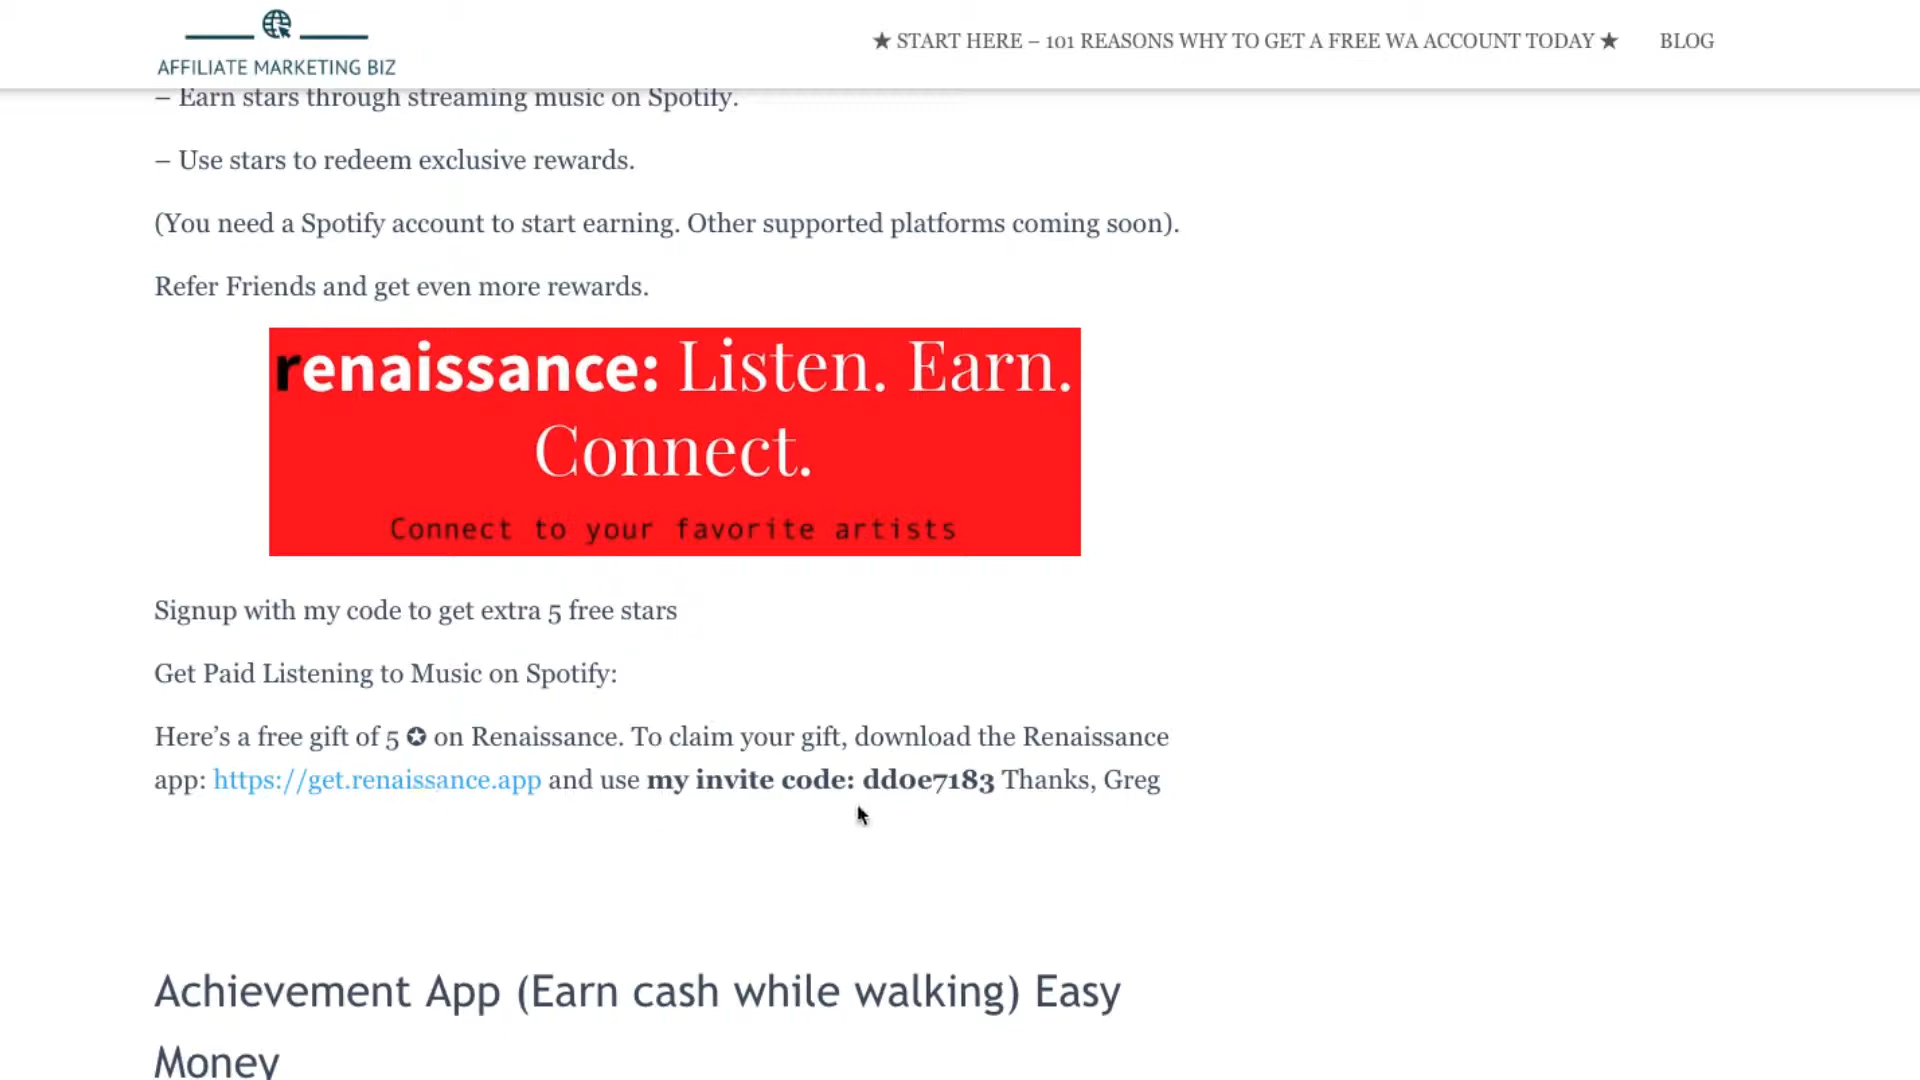 AFFILIATE MARKETING BIZ
★ START HERE – 101 REASONS WHY TO GET A FREE WA ACCOUNT TODAY ★ BLOG
– Earn stars through streaming music on Spotify.
– Use stars to redeem exclusive rewards.
(You need a Spotify account to start earning. Other supported platforms coming soon).
Refer Friends and get even more rewards.
renaissance: Listen. Earn.
Connect.
Connect to your favorite artists
Signup with my code to get extra 5 free stars
Get Paid Listening to Music on Spotify:
Here’s a free gift of 5 ✪ on Renaissance. To claim your gift, download the Renaissance
app: https://get.renaissance.app and use my invite code: dd0e7183 Thanks, Greg
Achievement App (Earn cash while walking) Easy
Money